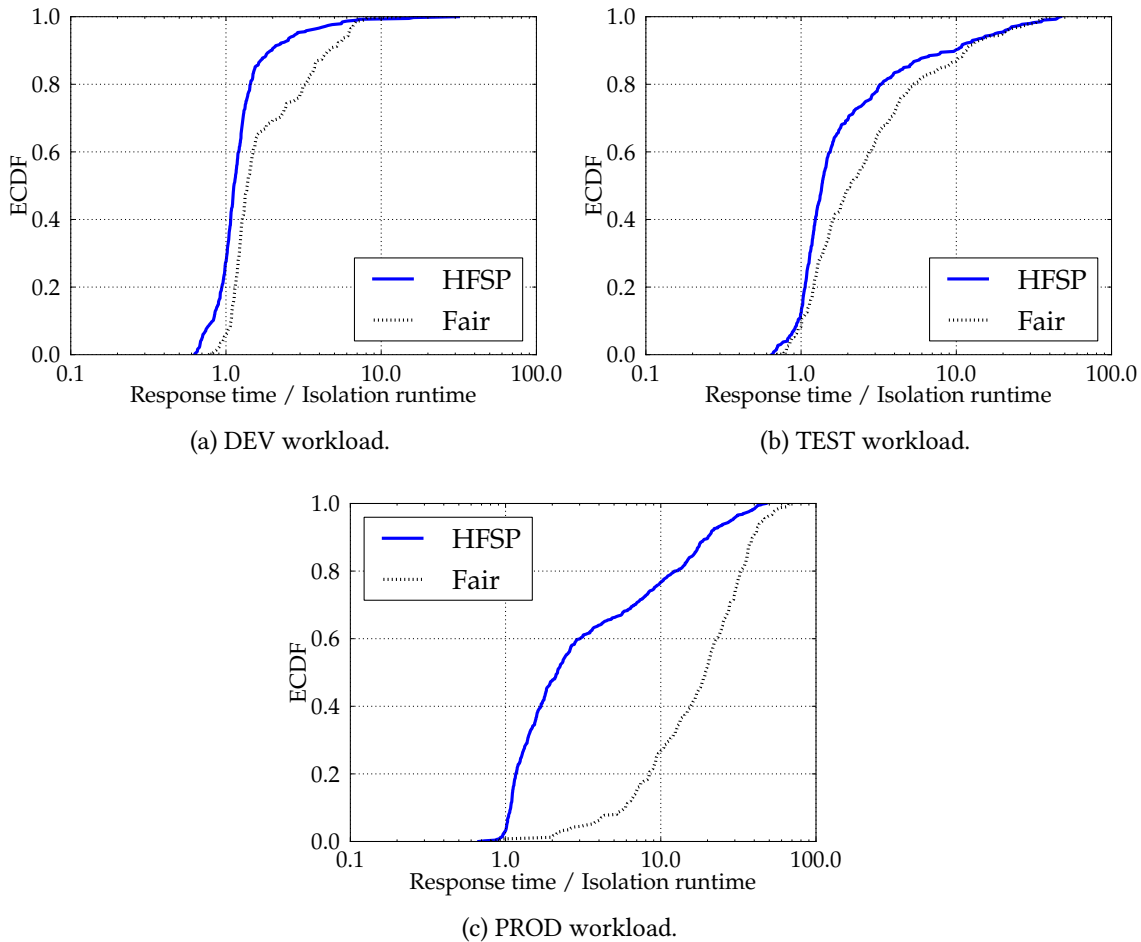 1.0
0.8
0.6
0.4
0.2
0.0
ECDF
HFSP
Fair
0.1 1.0 10.0 100.0
Response time / Isolation runtime
(a) DEV workload.
1.0
0.8
0.6
0.4
0.2
0.0
ECDF
HFSP
Fair
0.1 1.0 10.0 100.0
Response time / Isolation runtime
(b) TEST workload.
1.0
0.8
0.6
0.4
0.2
0.0
ECDF
HFSP
Fair
0.1 1.0 10.0 100.0
Response time / Isolation runtime
(c) PROD workload.